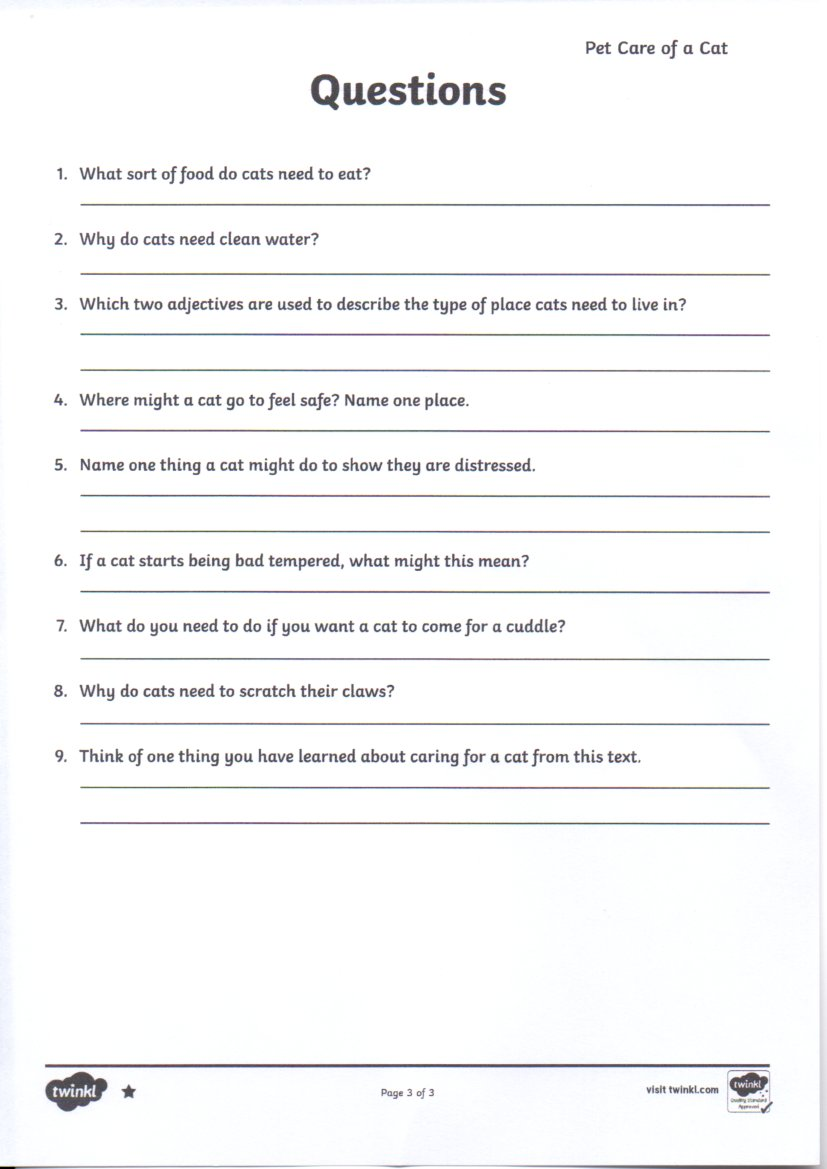 Pet Care of a Cat
Questions
1. What sort of food do cats need to eat?
2. Why do cats need clean water?
3. Which two adjectives are used to describe the type of place cats need to live in?
4. Where might a cat go to feel safe? Name one place.
5. Name one thing a cat might do to show they are distressed.
6. If a cat starts being bad tempered, what might this mean?
7. What do you need to do if you want a cat to come for a cuddle?
8. Why do cats need to scratch their claws?
9. Think of one thing you have learned about caring for a cat from this text.
twinkl
Page 3 of 3
visit twinkl.com
twinkl
Quality Standard
Approved